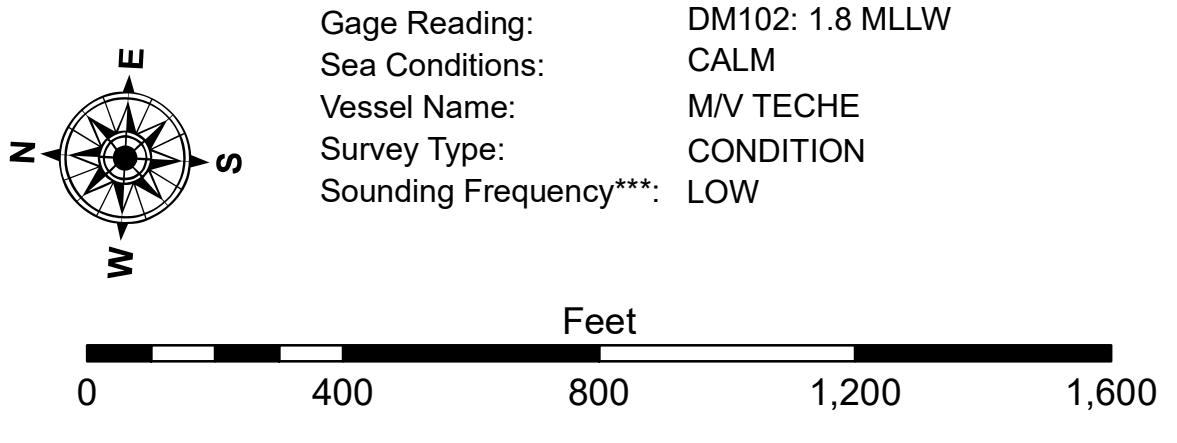 E
N
S
W
Gage Reading: DM102: 1.8 MLLW
Sea Conditions: CALM
Vessel Name: M/V TECHE
Survey Type: CONDITION
Sounding Frequency***: LOW
Feet
0 400 800 1,200 1,600